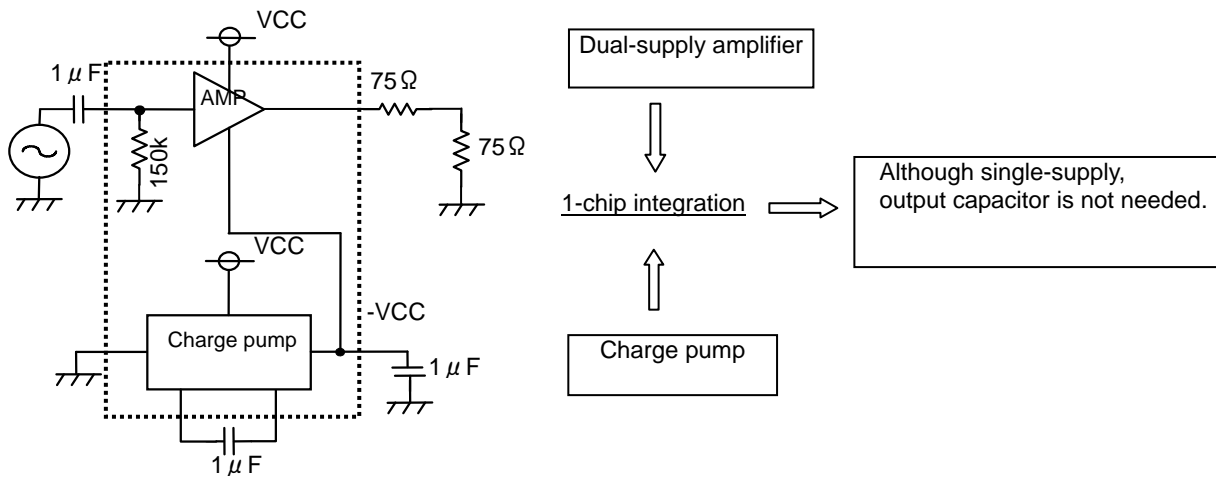 VCC
1μF
AMP
75Ω
150k
75Ω
VCC
-VCC
Charge pump
1μF
1μF
Dual-supply amplifier
1-chip integration
Although single-supply,
output capacitor is not needed.
Charge pump